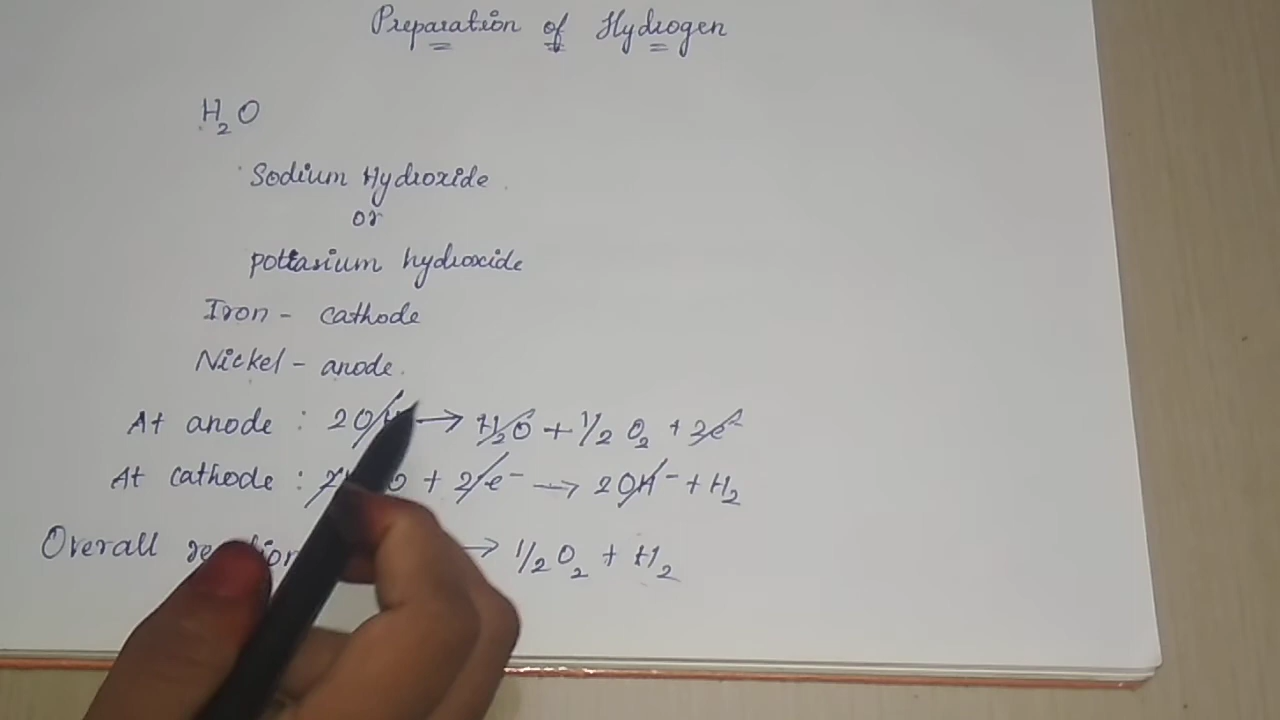 Preparation of Hydrogen
H2O
Sodium Hydroxide
or
pottasium hydroxide
Iron - cathode
Nickel - anode.
At anode : 2 → H2O + 1/2 O2 + 2e-
At cathode : + 2e- → 2OH- + H2
Overall → 1/2 O2 + H2